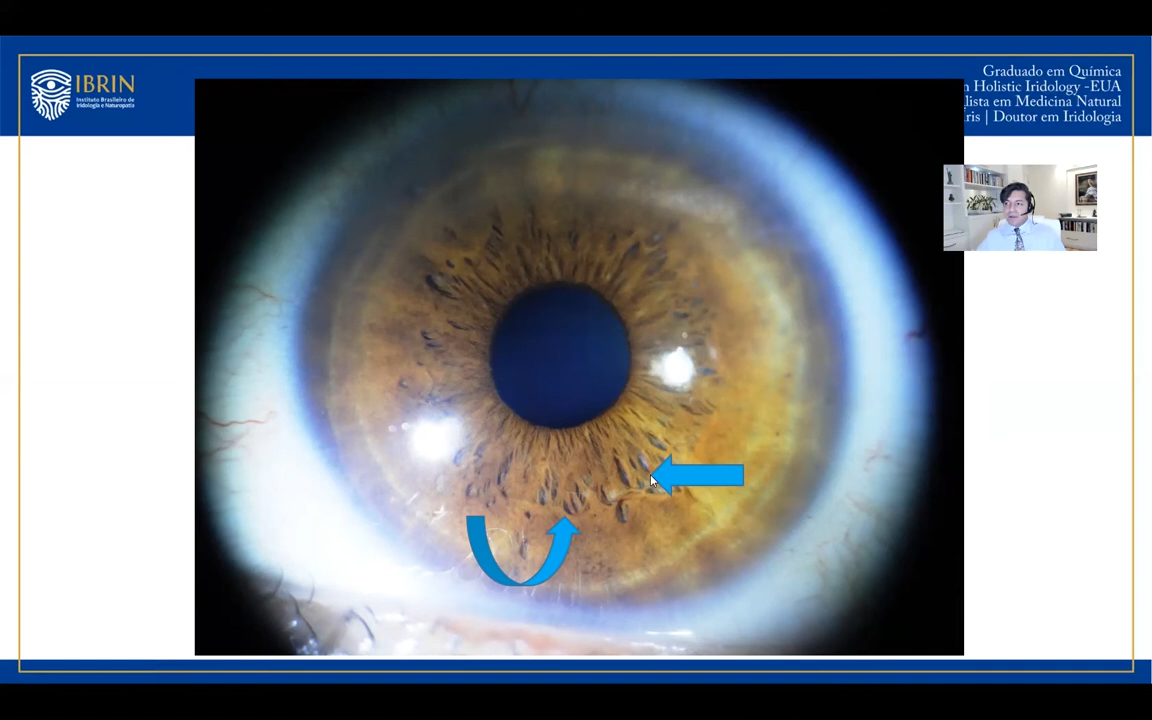 IBRIN
Instituto Brasileiro de
Iridologia e Naturopatia
Graduado em Química
n Holistic Iridology -EUA
lista em Medicina Natural
ris | Doutor em Iridologia